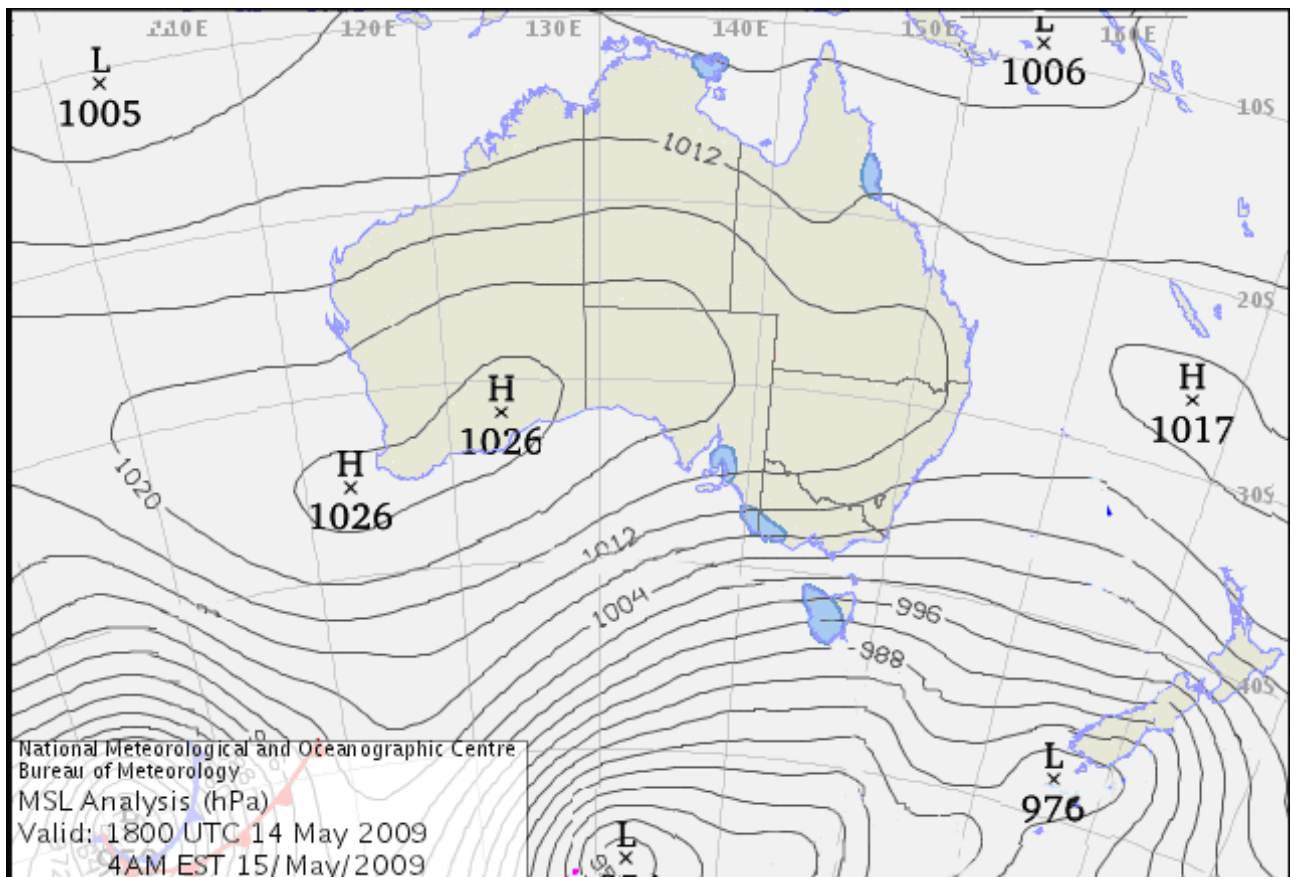 110E 120E 130E 140E 150E 160E
L
1006
L
1005
10S
1012
20S
H
1017
H
1026
H
1026
1020
30S
1012
1004
996
988
40S
L
976
L
National Meteorological and Oceanographic Centre
Bureau of Meteorology
MSL Analysis (hPa)
Valid: 1800 UTC 14 May 2009
4AM EST 15/May/2009